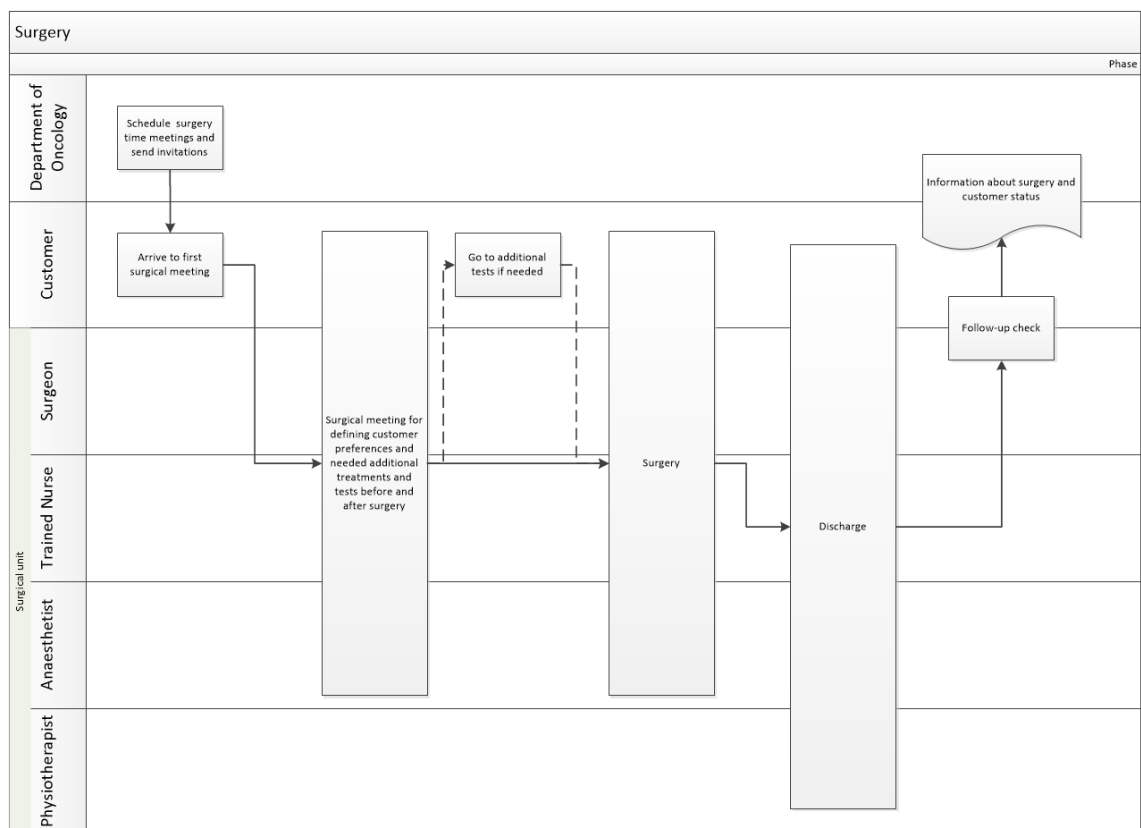 Surgery
Phase
Department of
Oncology
Schedule surgery
time meetings and
send invitations
Information about surgery and
customer status
Customer
Arrive to first
surgical meeting
Go to additional
tests if needed
Follow-up check
Surgical unit
Surgeon
Surgical meeting for
defining customer
preferences and
needed additional
treatments and
tests before and
after surgery
Surgery
Trained Nurse
Discharge
Anaesthetist
Physiotherapist